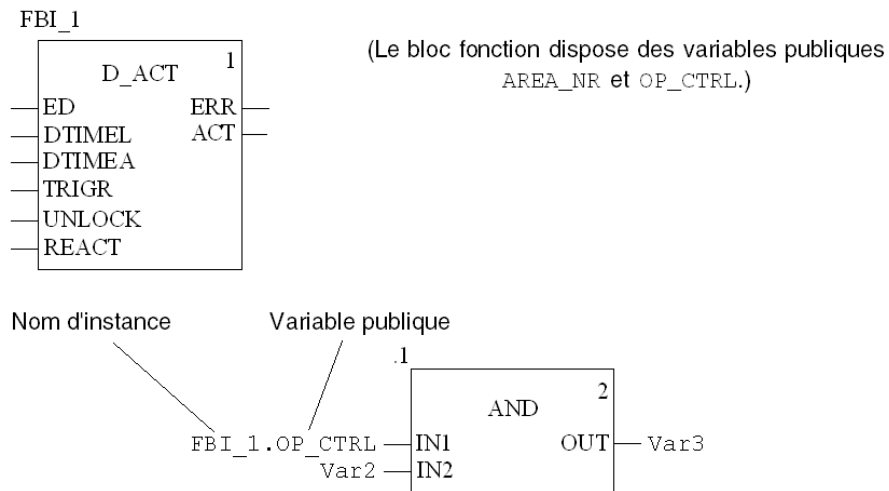 FBI_1
D_ACT 1
ED ERR
DTIMEL ACT
DTIMEA
TRIGR
UNLOCK
REACT
(Le bloc fonction dispose des variables publiques
AREA_NR et OP_CTRL.)
Nom d'instance Variable publique
.1
AND 2
FBI_1.OP_CTRL IN1 OUT Var3
Var2 IN2